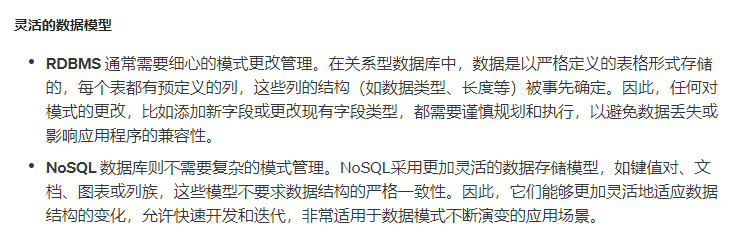 灵活的数据模型
• RDBMS 通常需要细心的模式更改管理。在关系型数据库中，数据是以严格定义的表格形式存储
的，每个表都有预定义的列，这些列的结构（如数据类型、长度等）被事先确定。因此，任何对
模式的更改，比如添加新字段或更改现有字段类型，都需要谨慎规划和执行，以避免数据丢失或
影响应用程序的兼容性。
• NoSQL 数据库则不需要复杂的模式管理。NoSQL采用更加灵活的数据存储模型，如键值对、文
档、图表或列族，这些模型不要求数据结构的严格一致性。因此，它们能够更加灵活地适应数据
结构的变化，允许快速开发和迭代，非常适用于数据模式不断演变的应用场景。